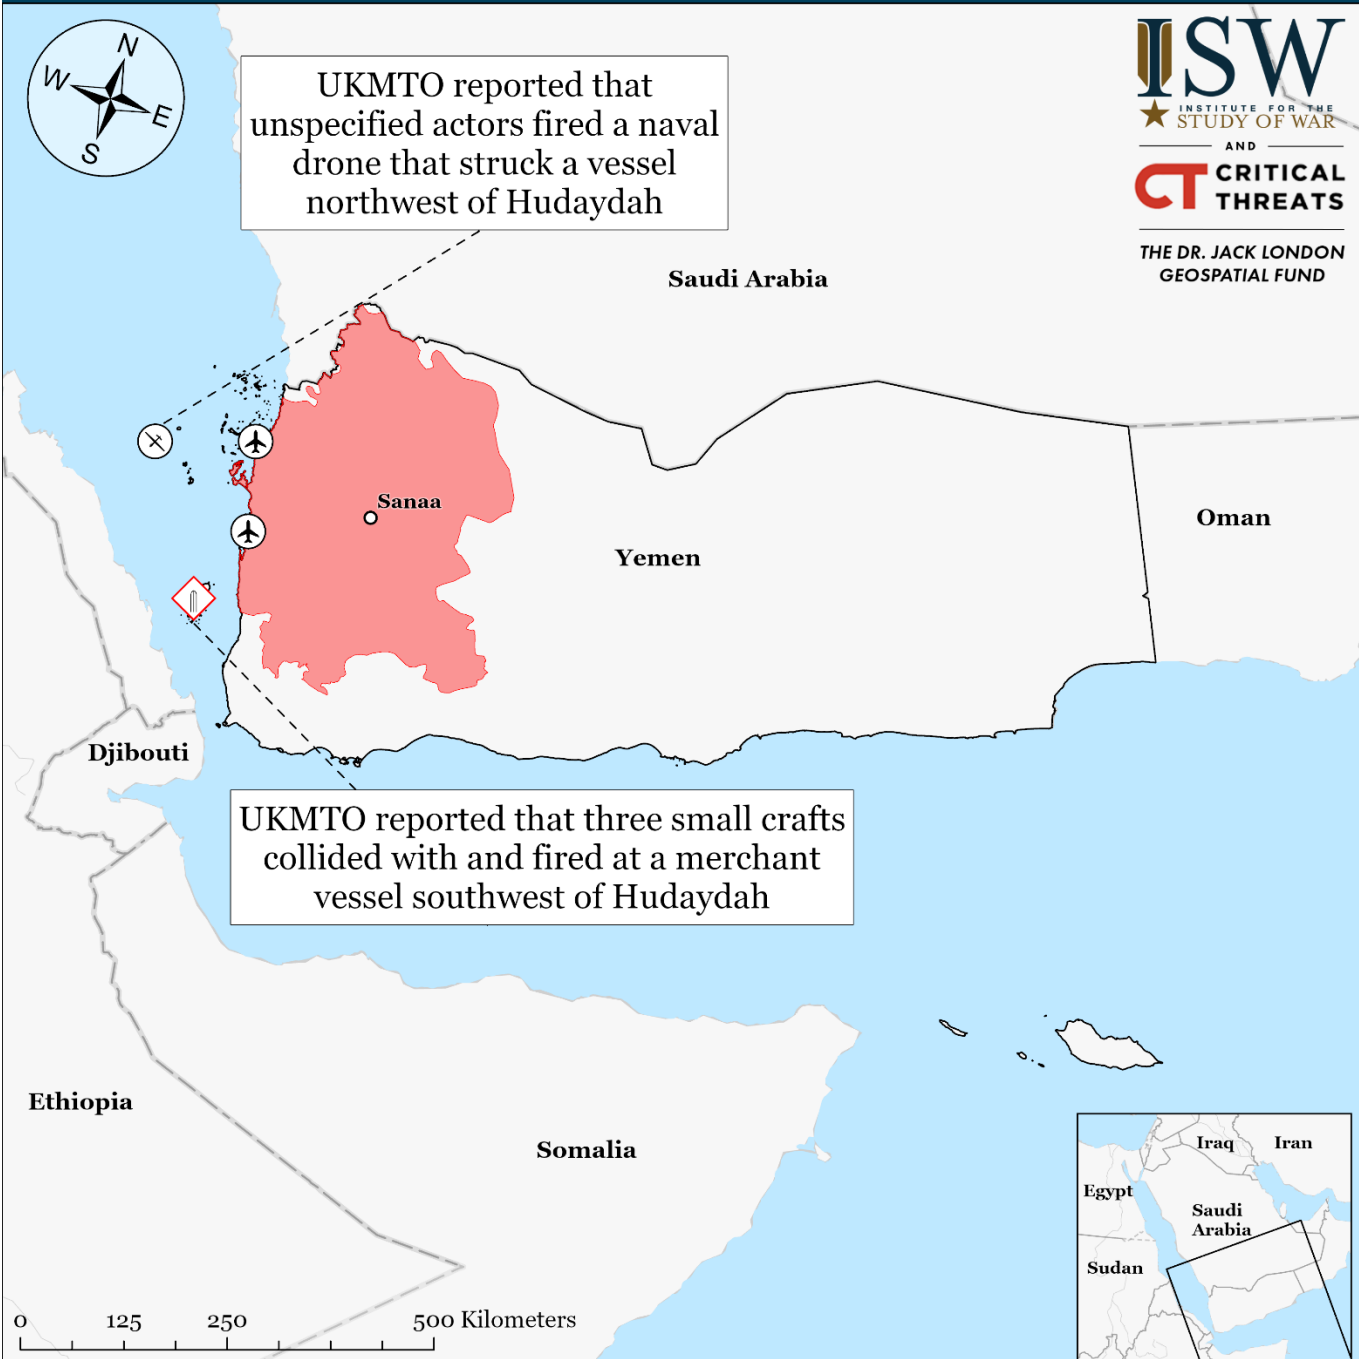 N
W
E
S
UKMTO reported that
unspecified actors fired a naval
drone that struck a vessel
northwest of Hudaydah
ISW
INSTITUTE FOR THE
STUDY OF WAR
AND
CT CRITICAL
THREATS
THE DR. JACK LONDON
GEOSPATIAL FUND
Saudi Arabia
Sanaa
Oman
Yemen
Djibouti
UKMTO reported that three small crafts
collided with and fired at a merchant
vessel southwest of Hudaydah
Ethiopia
Somalia
Iraq
Iran
Egypt
Saudi
Arabia
Sudan
0 125 250 500 Kilometers